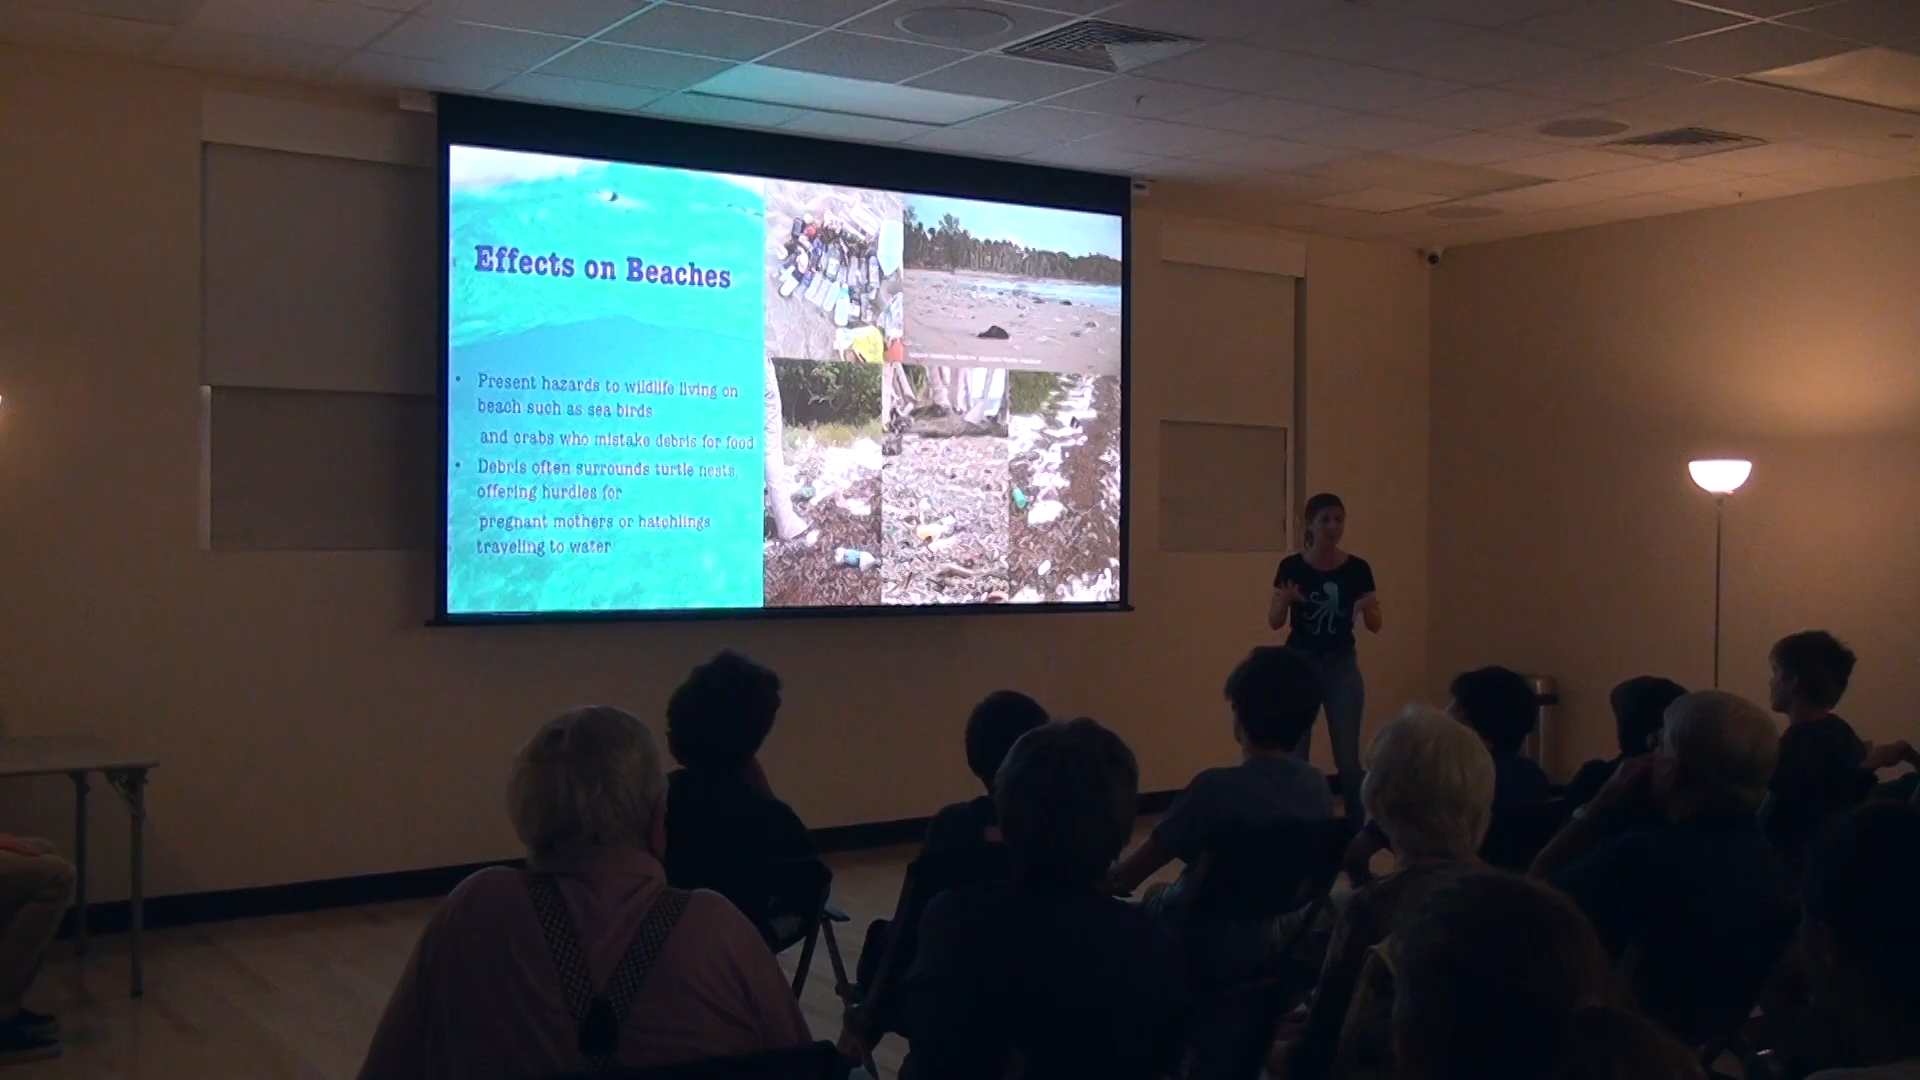 Effects on Beaches
• Present hazards to wildlife living on
beach such as sea birds
and crabs who mistake debris for food
• Debris often surrounds turtle nests,
offering hurdles for
pregnant mothers or hatchlings
traveling to water